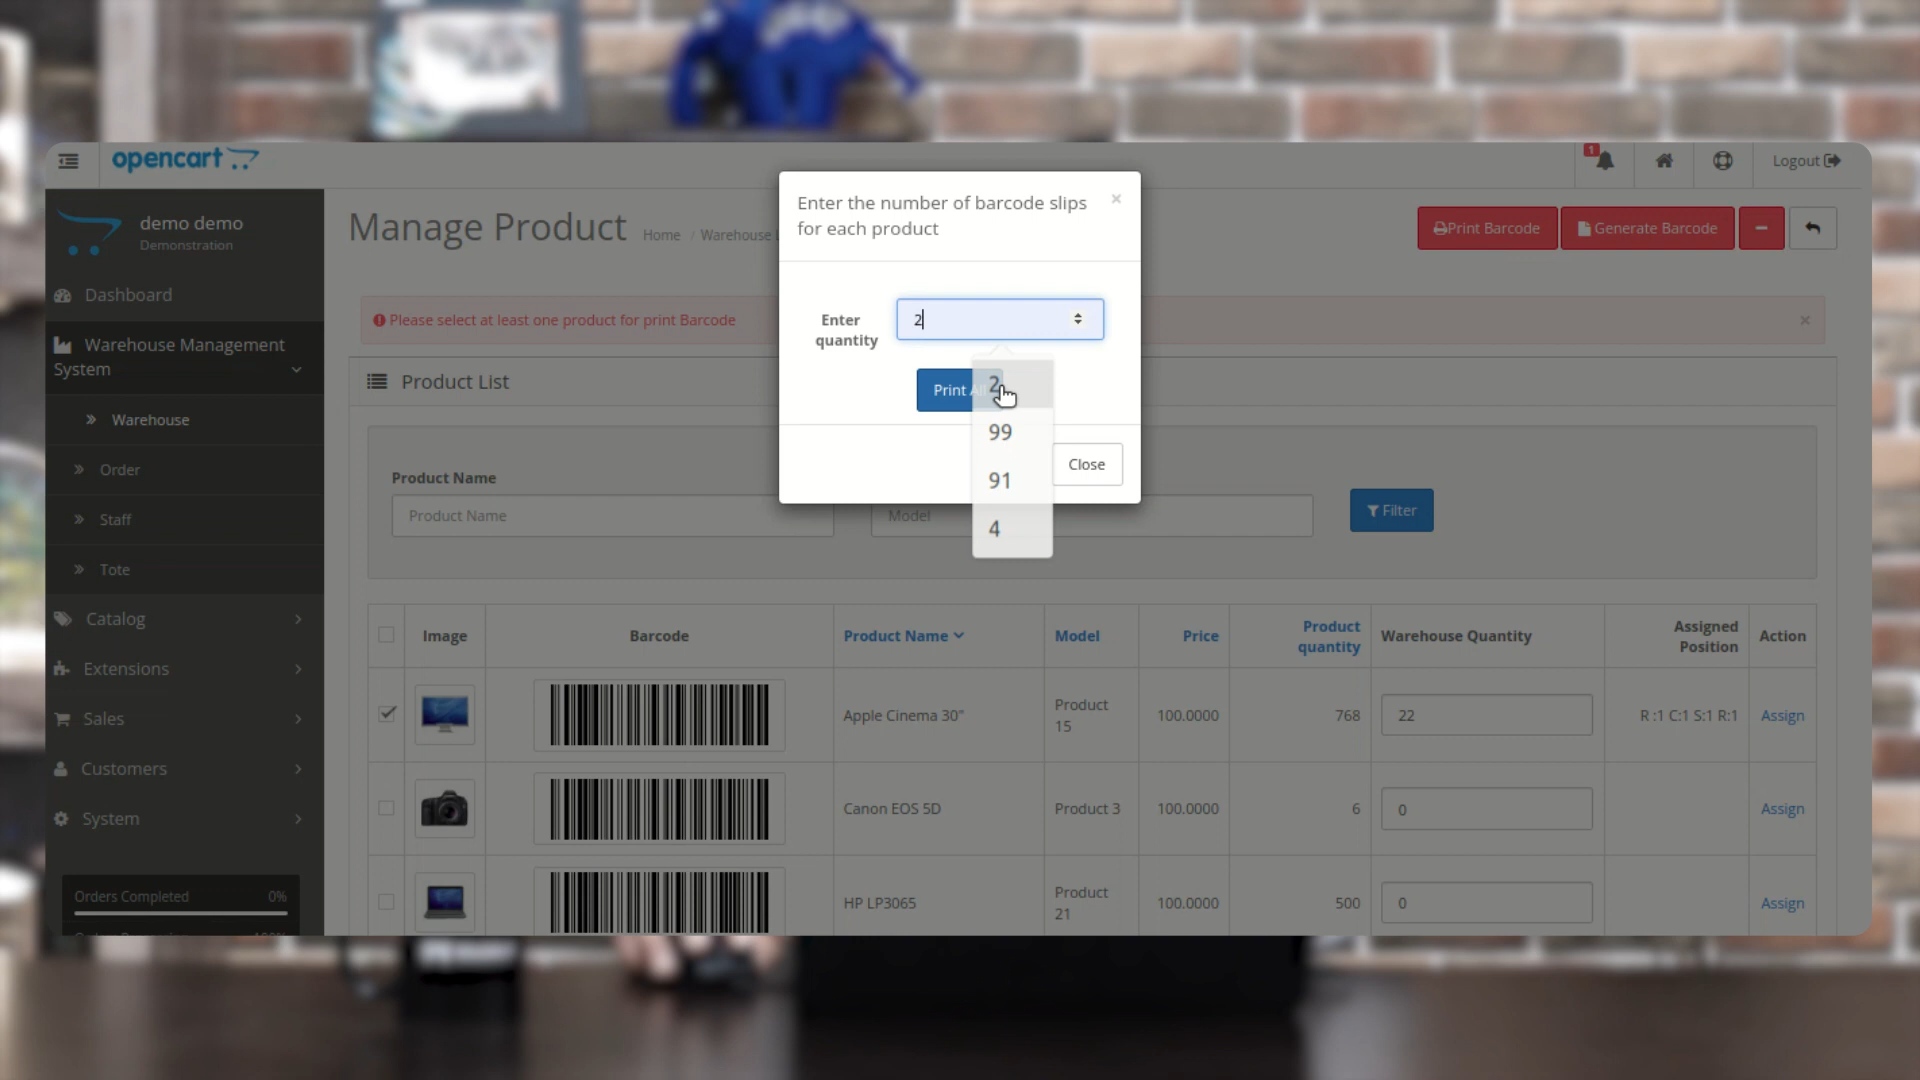 opencart
1
Logout
demo demo
Demonstration
Dashboard
Warehouse Management
System
Warehouse
Order
Staff
Tote
Catalog
Extensions
Sales
Customers
System
Orders Completed 0%
Manage Product
Home / Warehouse
Print Barcode
Generate Barcode
Please select at least one product for print Barcode
×
Enter the number of barcode slips
for each product
×
Enter
quantity
2
Print
2
99
91
4
Close
Product List
Product Name
Product Name
Model
Filter
Image
Barcode
Product Name
Model
Price
Product
quantity
Warehouse Quantity
Assigned
Position
Action
Apple Cinema 30"
Product
15
100.0000
768
22
R :1 C:1 S:1 R:1
Assign
Canon EOS 5D
Product 3
100.0000
6
0
Assign
HP LP3065
Product
21
100.0000
500
0
Assign